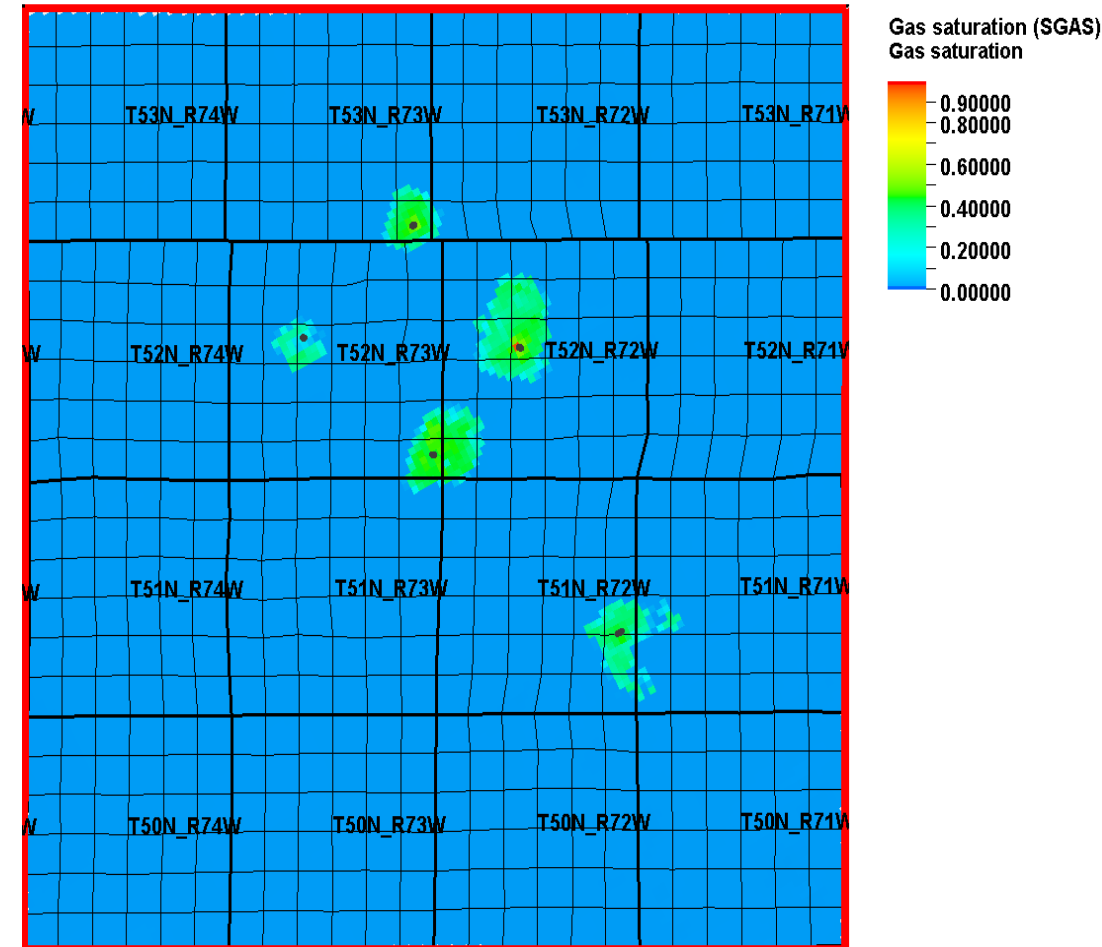 Gas saturation (SGAS)
Gas saturation
0.90000
0.80000
0.60000
0.40000
0.20000
0.00000
W T53N_R74W T53N_R73W T53N_R72W T53N_R71W
W T52N_R74W T52N_R73W T52N_R72W T52N_R71W
W T51N_R74W T51N_R73W T51N_R72W T51N_R71W
W T50N_R74W T50N_R73W T50N_R72W T50N_R71W